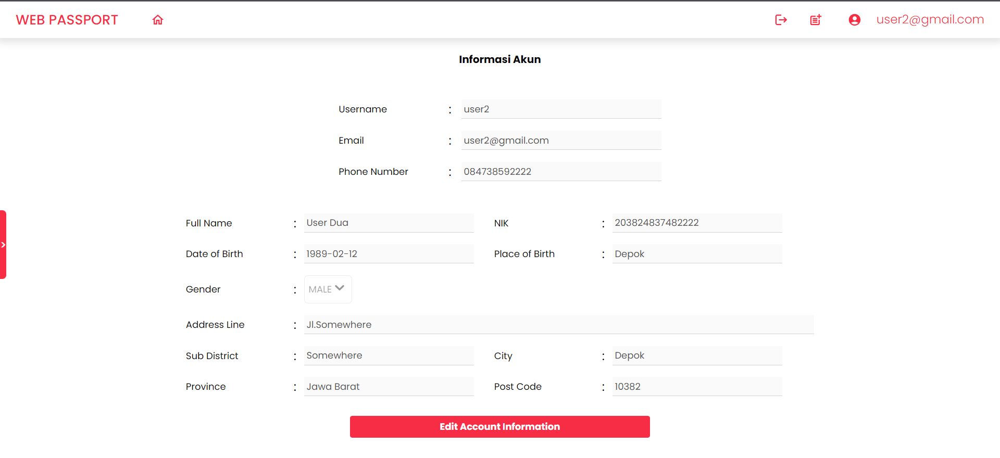 WEB PASSPORT user2@gmail.com
Informasi Akun
Username : user2
Email : user2@gmail.com
Phone Number : 084738592222
Full Name : User Dua NIK : 203824837482222
Date of Birth : 1989-02-12 Place of Birth : Depok
Gender : MALE
Address Line : Jl.Somewhere
Sub District : Somewhere City : Depok
Province : Jawa Barat Post Code : 10382
Edit Account Information